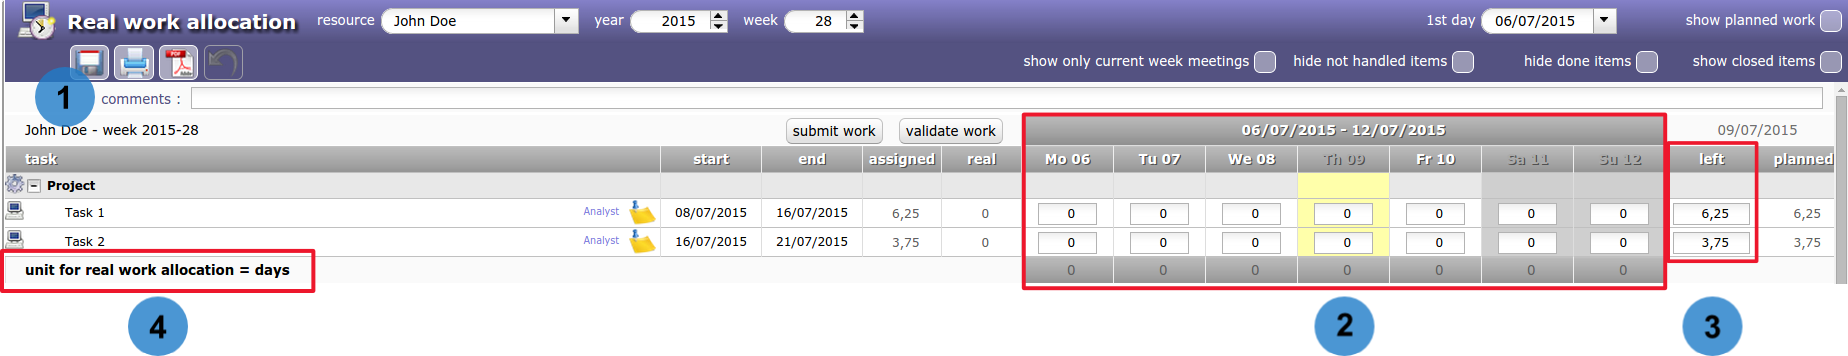 Real work allocation resource John Doe year 2015 week 28 1st day 06/07/2015 show planned work
PDF Adobe show only current week meetings hide not handled items hide done items show closed items
1 comments :
John Doe - week 2015-28 submit work validate work 06/07/2015 - 12/07/2015 09/07/2015
task start end assigned real Mo 06 Tu 07 We 08 Th 09 Fr 10 Sa 11 Su 12 left planned
Project
Task 1 Analyst 08/07/2015 16/07/2015 6,25 0 0 0 0 0 0 0 0 6,25 6,25
Task 2 Analyst 16/07/2015 21/07/2015 3,75 0 0 0 0 0 0 0 0 3,75 3,75
unit for real work allocation = days 0 0 0 0 0 0 0
4 2 3